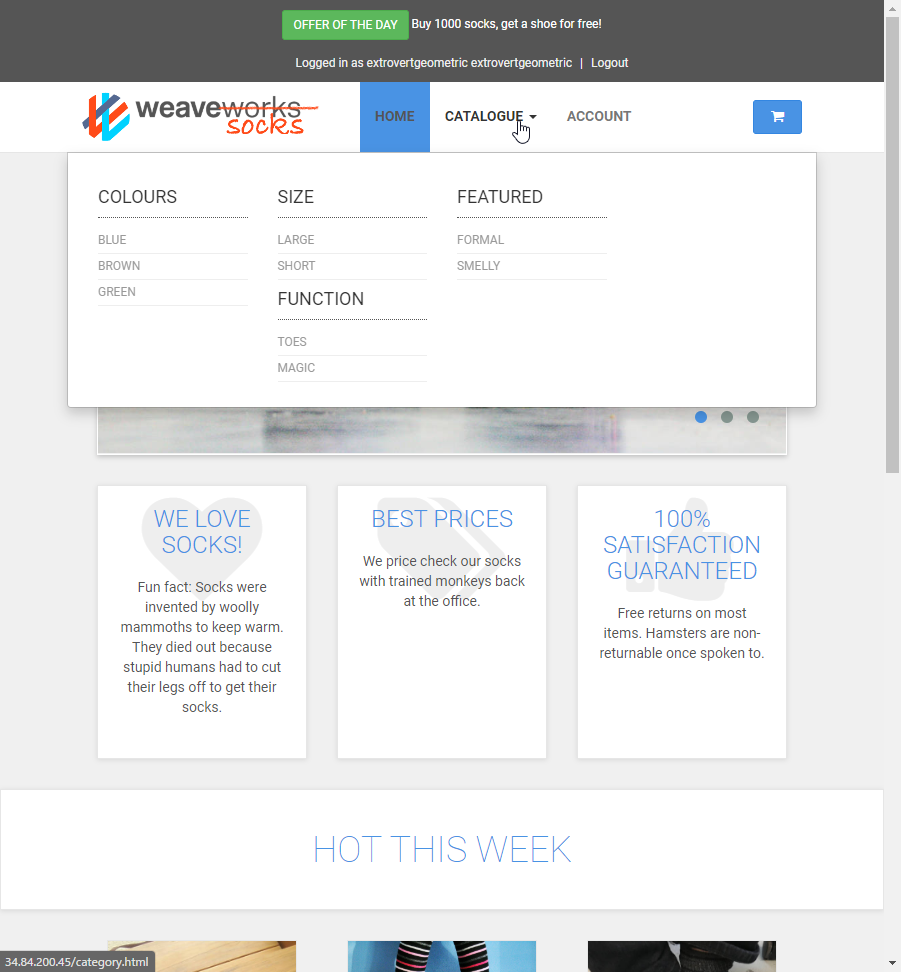 OFFER OF THE DAY Buy 1000 socks, get a shoe for free!
Logged in as extrovertgeometric extrovertgeometric | Logout
weaveworks
socks
HOME
CATALOGUE
ACCOUNT
COLOURS
BLUE
BROWN
GREEN
SIZE
LARGE
SHORT
FUNCTION
TOES
MAGIC
FEATURED
FORMAL
SMELLY
WE LOVE
SOCKS!
Fun fact: Socks were
invented by woolly
mammoths to keep warm.
They died out because
stupid humans had to cut
their legs off to get their
socks.
BEST PRICES
We price check our socks
with trained monkeys back
at the office.
100%
SATISFACTION
GUARANTEED
Free returns on most
items. Hamsters are non-
returnable once spoken to.
HOT THIS WEEK
34.84.200.45/category.html